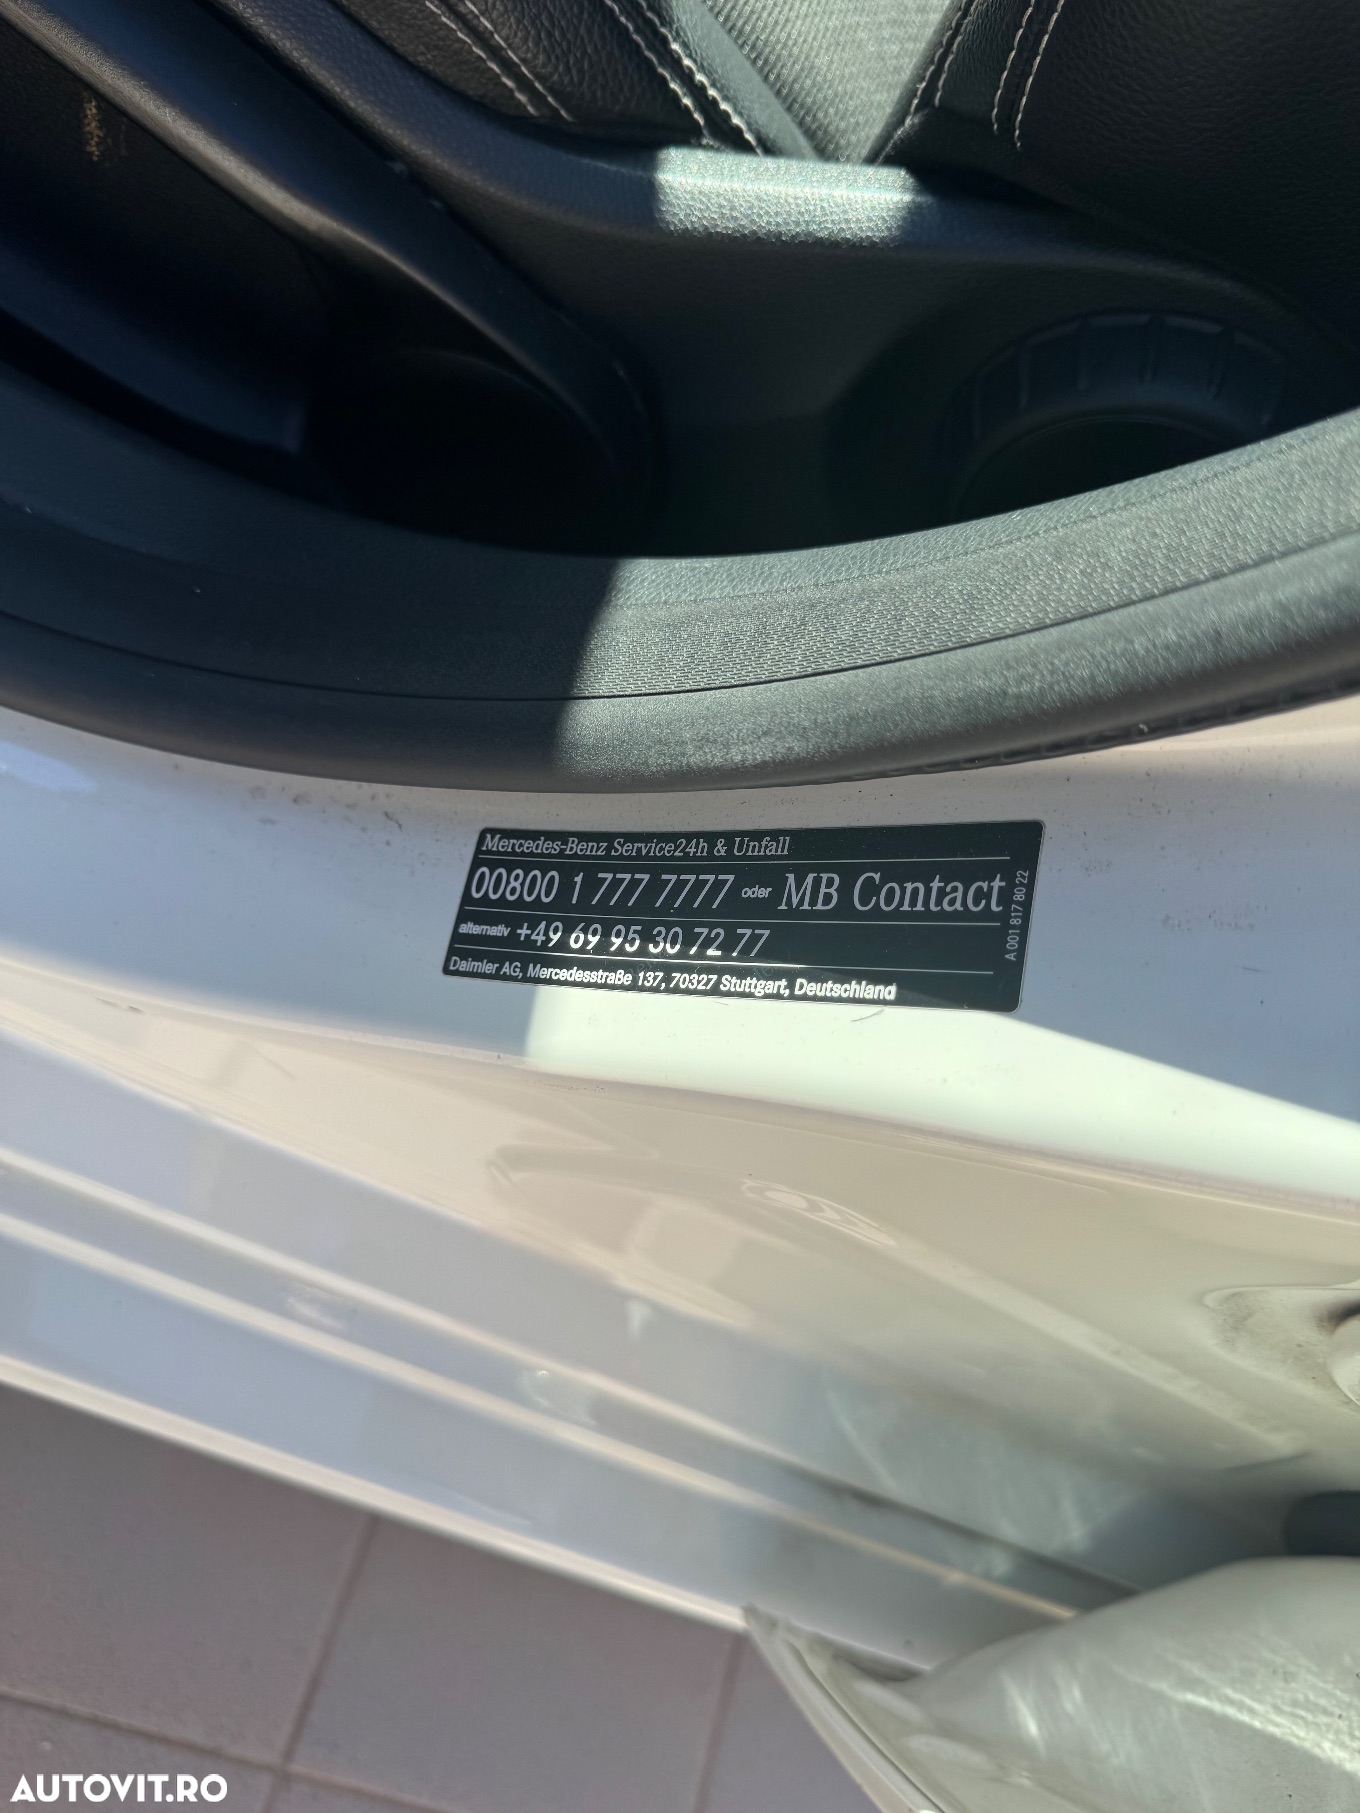 Mercedes-Benz Service24h & Unfall
00800 1 777 7777 oder MB Contact
alternativ +49 69 95 30 72 77
Daimler AG, Mercedesstraße 137, 70327 Stuttgart, Deutschland
A 001 817 80 22
AUTOVIT.RO